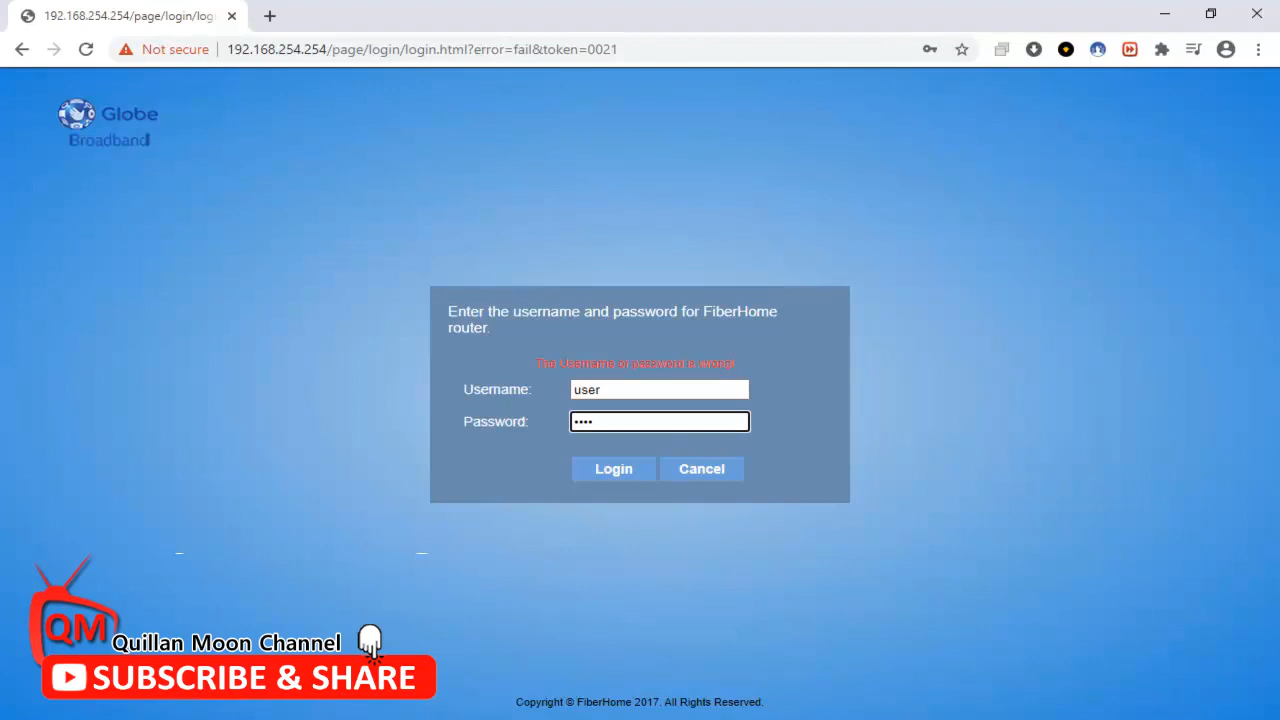 192.168.254.254/page/login/log
Not secure
192.168.254.254/page/login/login.html?error=fail&token=0021
Globe
Broadband
Enter the username and password for FiberHome
router.
The Username or password is wrong!
Username:
user
Password:
••••
Login
Cancel
QM
Quillan Moon Channel
SUBSCRIBE & SHARE
Copyright © FiberHome 2017. All Rights Reserved.